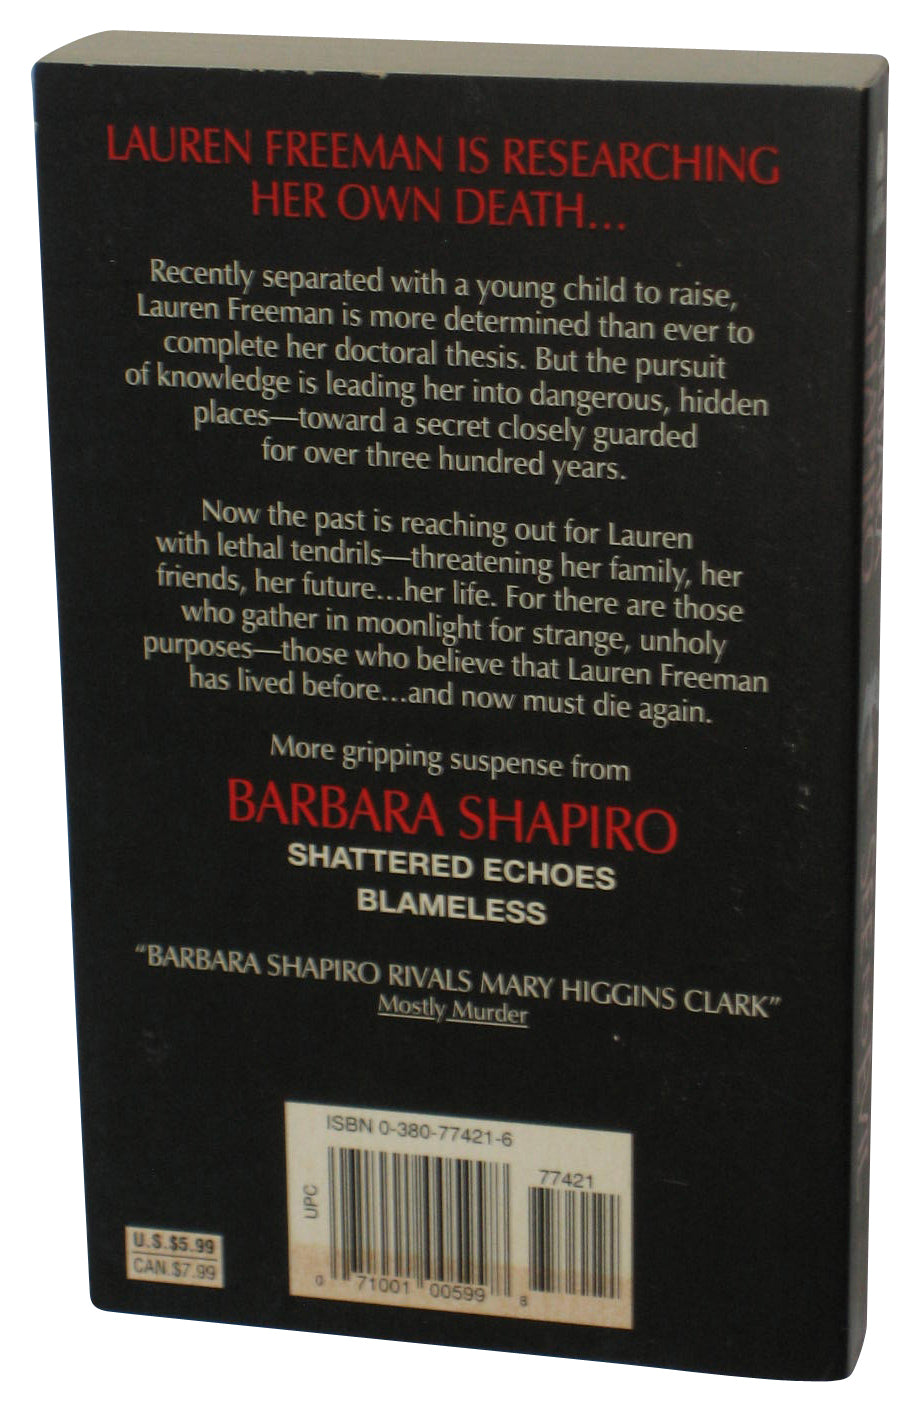 LAUREN FREEMAN IS RESEARCHING
HER OWN DEATH...
Recently separated with a young child to raise,
Lauren Freeman is more determined than ever to
complete her doctoral thesis. But the pursuit
of knowledge is leading her into dangerous, hidden
places—toward a secret closely guarded
for over three hundred years.
Now the past is reaching out for Lauren
with lethal tendrils—threatening her family, her
friends, her future...her life. For there are those
who gather in moonlight for strange, unholy
purposes—those who believe that Lauren Freeman
has lived before...and now must die again.
More gripping suspense from
BARBARA SHAPIRO
SHATTERED ECHOES
BLAMELESS
“BARBARA SHAPIRO RIVALS MARY HIGGINS CLARK”
Mostly Murder
ISBN 0-380-77421-6
77421
UPC
0 71001 00599 8
U.S.$5.99
CAN.$7.99